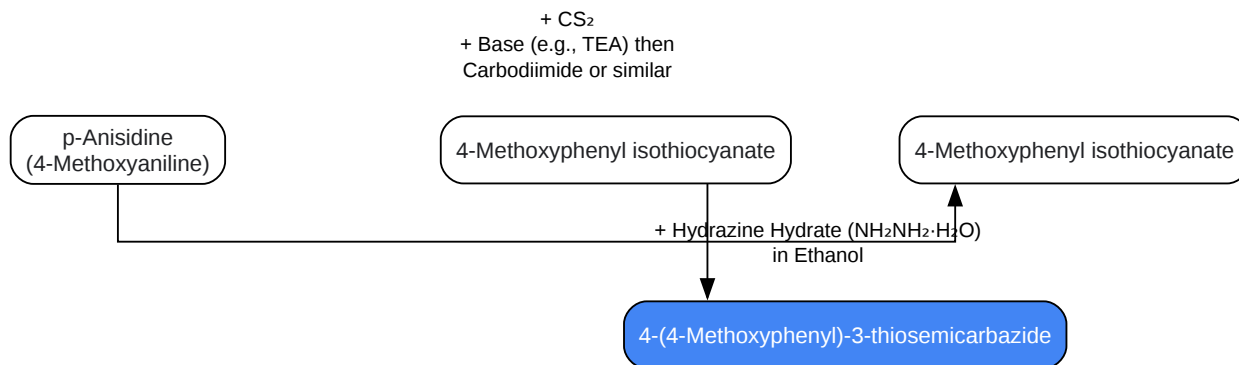 + CS₂
+ Base (e.g., TEA) then
Carbodiimide or similar
p-Anisidine
(4-Methoxyaniline)
4-Methoxyphenyl isothiocyanate
4-Methoxyphenyl isothiocyanate
+ Hydrazine Hydrate (NH₂NH₂·H₂O)
in Ethanol
4-(4-Methoxyphenyl)-3-thiosemicarbazide